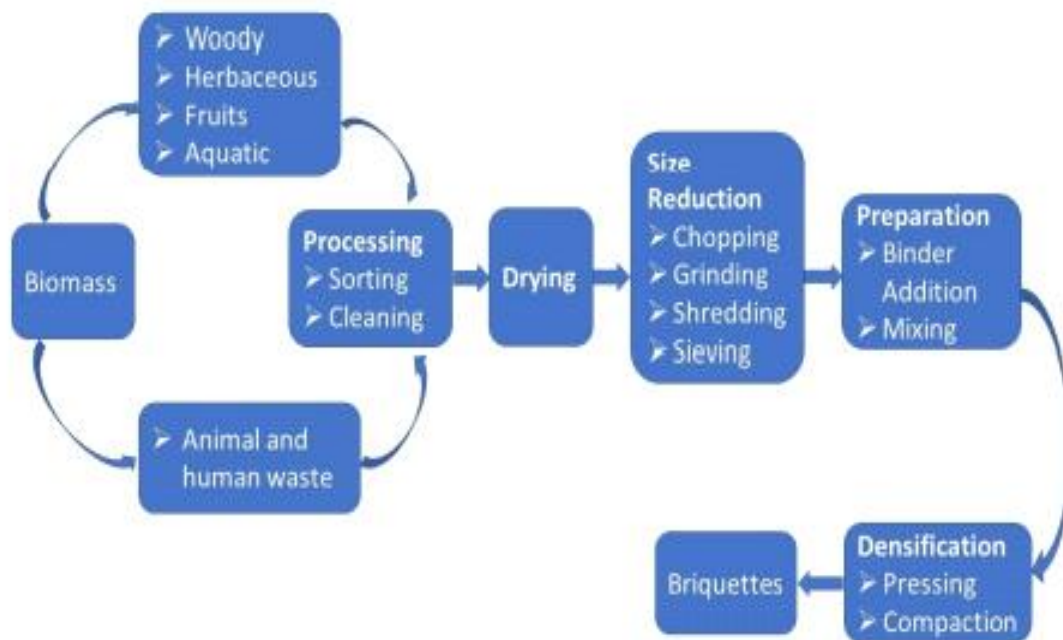 Biomass
➤ Woody
➤ Herbaceous
➤ Fruits
➤ Aquatic
➤ Animal and
human waste
Processing
➤ Sorting
➤ Cleaning
Drying
Size
Reduction
➤ Chopping
➤ Grinding
➤ Shredding
➤ Sieving
Preparation
➤ Binder
Addition
➤ Mixing
Densification
➤ Pressing
➤ Compaction
Briquettes